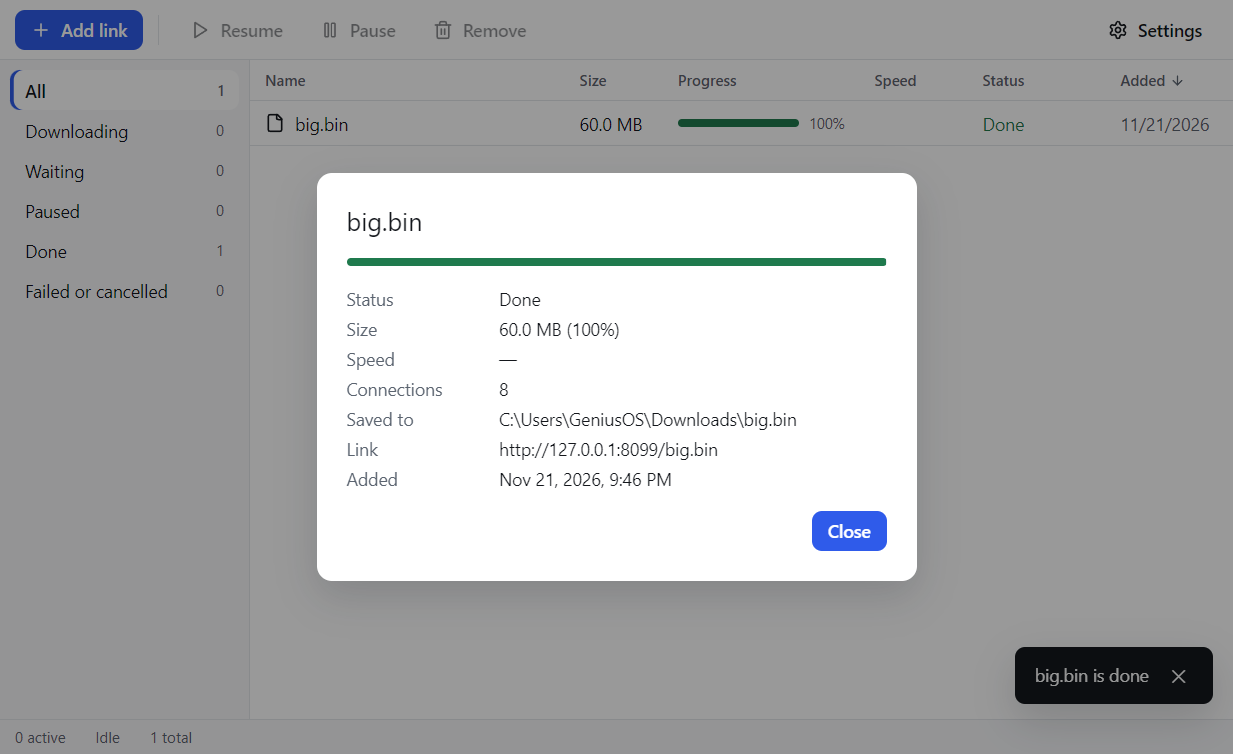 Add link Resume Pause Remove Settings
All 1
Downloading 0
Waiting 0
Paused 0
Done 1
Failed or cancelled 0
Name Size Progress Speed Status Added
big.bin 60.0 MB 100% Done 11/21/2026
big.bin
Status Done
Size 60.0 MB (100%)
Speed —
Connections 8
Saved to C:\Users\GeniusOS\Downloads\big.bin
Link http://127.0.0.1:8099/big.bin
Added Nov 21, 2026, 9:46 PM
Close
big.bin is done
0 active Idle 1 total